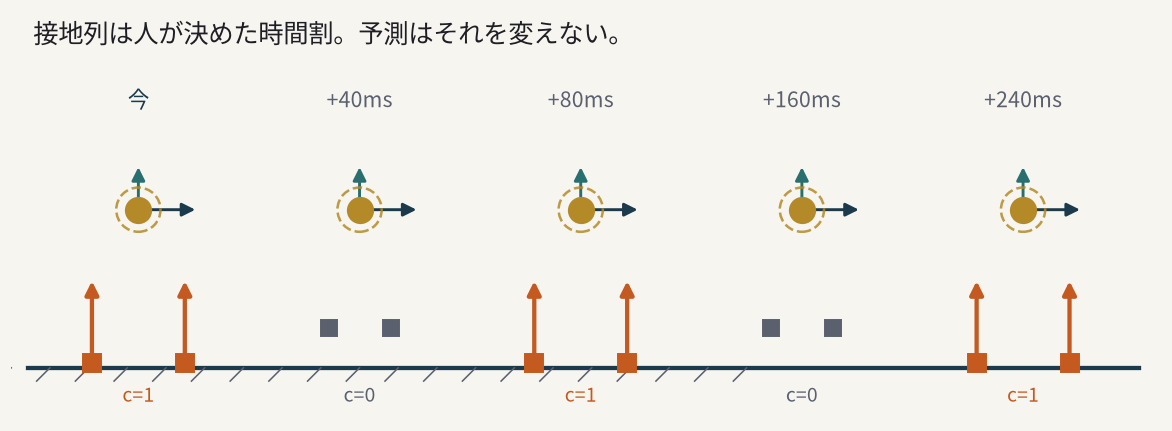 接地列は人が決めた時間割。予測はそれを変えない。
今
+40ms
+80ms
+160ms
+240ms
c=1
c=0
c=1
c=0
c=1